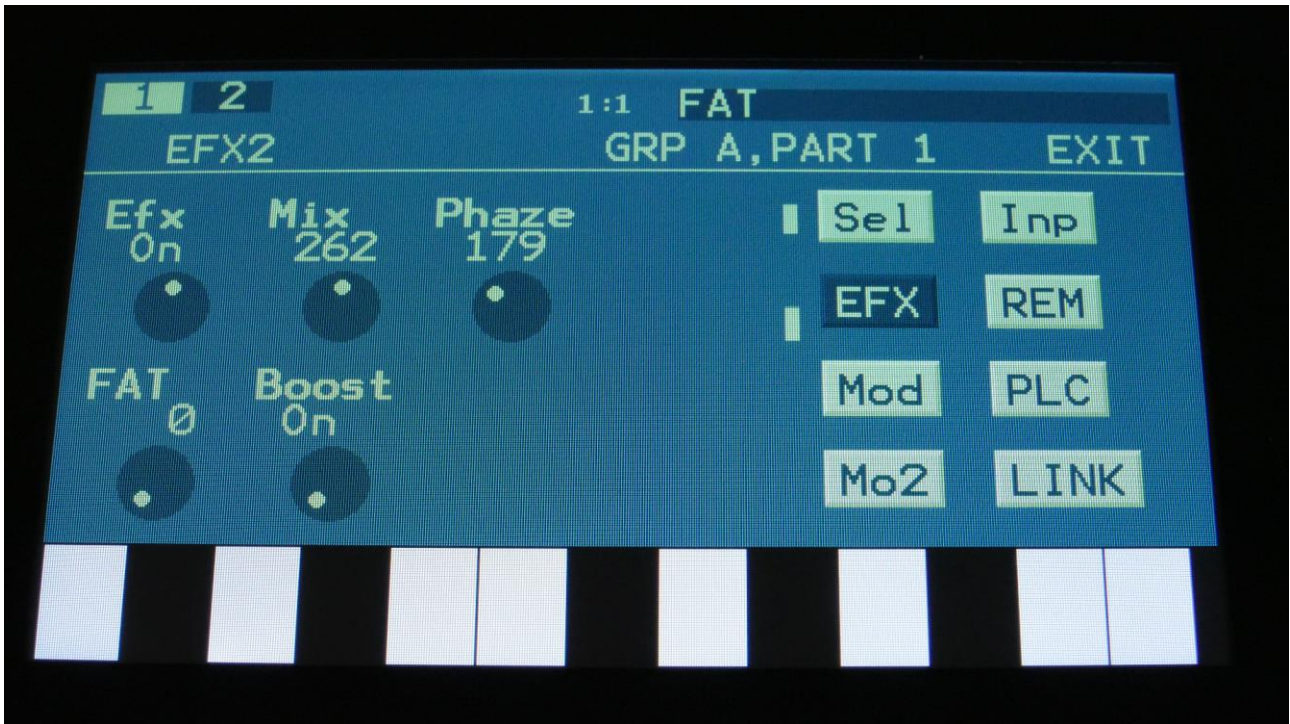 1 2 1:1 FAT
EFX2 GRP A,PART 1 EXIT
Efx Mix Phaze Sel Inp
On 262 179
EFX REM
FAT Boost Mod PLC
0 On
Mo2 LINK